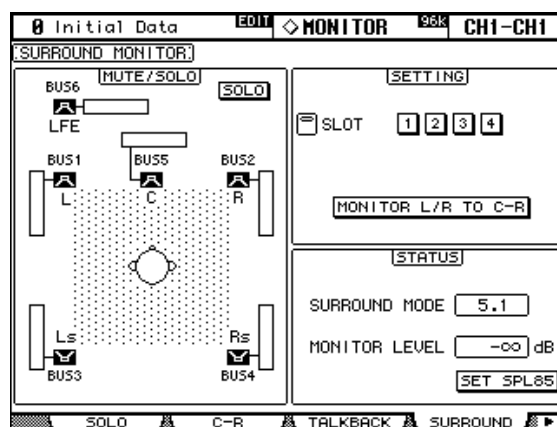 0 Initial Data EDIT MONITOR 96k CH1-CH1
SURROUND MONITOR
MUTE/SOLO
SOLO
BUS6
LFE
BUS1 BUS5 BUS2
L C R
Ls Rs
BUS3 BUS4
SETTING
SLOT 1 2 3 4
MONITOR L/R TO C-R
STATUS
SURROUND MODE 5.1
MONITOR LEVEL -∞ dB
SET SPL85
SOLO C-R TALKBACK SURROUND